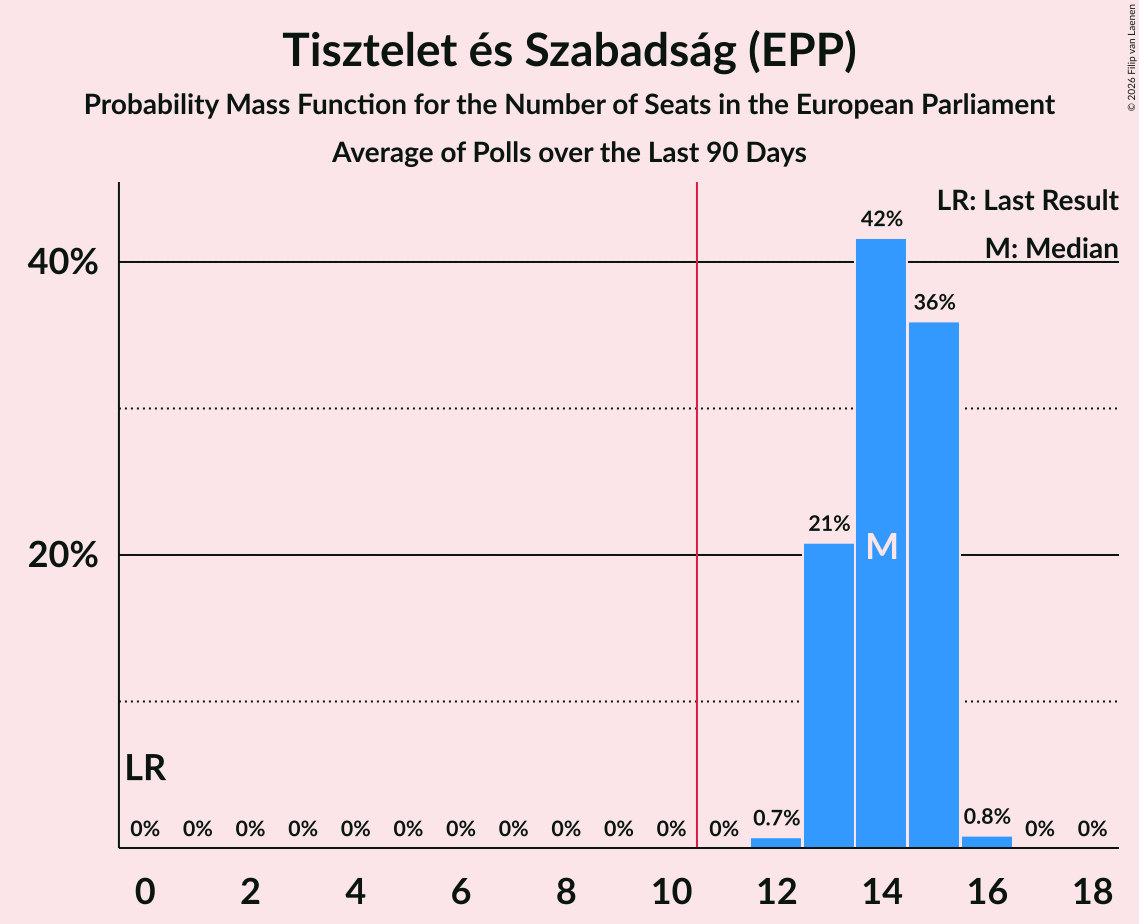 Tisztelet és Szabadság (EPP)
Probability Mass Function for the Number of Seats in the European Parliament
Average of Polls over the Last 90 Days
© 2026 Filip van Laenen
LR: Last Result
M: Median
42%
40%
36%
21%
20%
M
LR
0% 0% 0% 0% 0% 0% 0% 0% 0% 0% 0% 0% 0.7% 0.8% 0% 0%
0 2 4 6 8 10 12 14 16 18